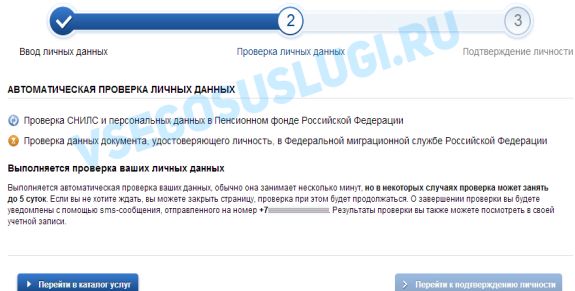 2
3
Ввод личных данных
Проверка личных данных
Подтверждение личности
VSEGOSUSLUGI.RU
АВТОМАТИЧЕСКАЯ ПРОВЕРКА ЛИЧНЫХ ДАННЫХ
Проверка СНИЛС и персональных данных в Пенсионном фонде Российской Федерации
Проверка данных документа, удостоверяющего личность, в Федеральной миграционной службе Российской Федерации
Выполняется проверка ваших личных данных
Выполняется автоматическая проверка ваших данных, обычно она занимает несколько минут, но в некоторых случаях проверка может занять
до 5 суток. Если вы не хотите ждать, вы можете закрыть страницу, проверка при этом будет продолжаться. О завершении проверки вы будете
уведомлены с помощью sms-сообщения, отправленного на номер +7. Результаты проверки вы также можете посмотреть в своей
учетной записи.
Перейти в каталог услуг
Перейти к подтверждению личности